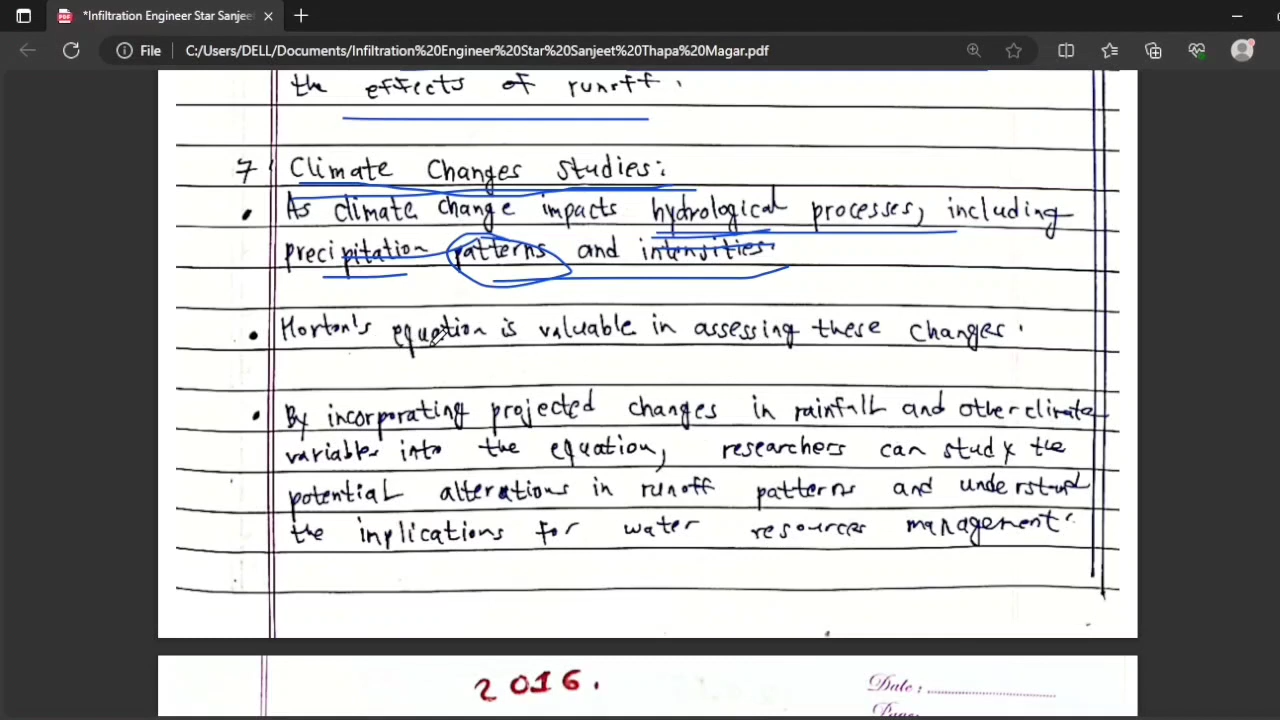 *Infiltration Engineer Star Sanjee
File
C:/Users/DELL/Documents/Infiltration%20Engineer%20Star%20Sanjeet%20Thapa%20Magar.pdf
the effects of runoff.
7 Climate Changes Studies:
• As climate change impacts hydrological processes, including
precipitation patterns and intensities.
• Horton's equation is valuable in assessing these changes.
• By incorporating projected changes in rainfall and other climate
variables into the equation, researchers can study the
potential alterations in runoff patterns and understand
the implications for water resources management.
2016.
Date :
Page: